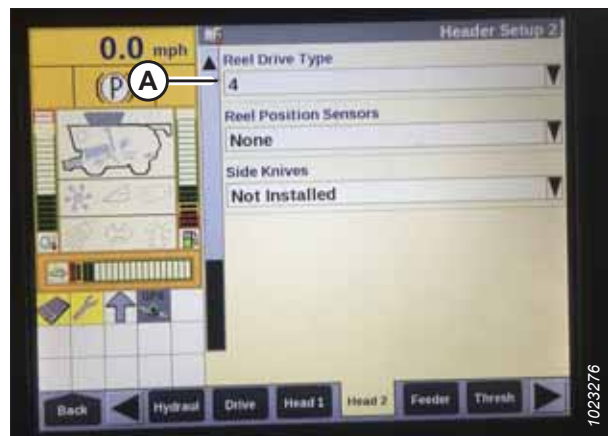 0.0 mph
Header Setup 2
(P)
A
Reel Drive Type
4
Reel Position Sensors
None
Side Knives
Not Installed
GPS
Back
Hydraul
Drive
Head 1
Head 2
Feeder
Thresh
1023276